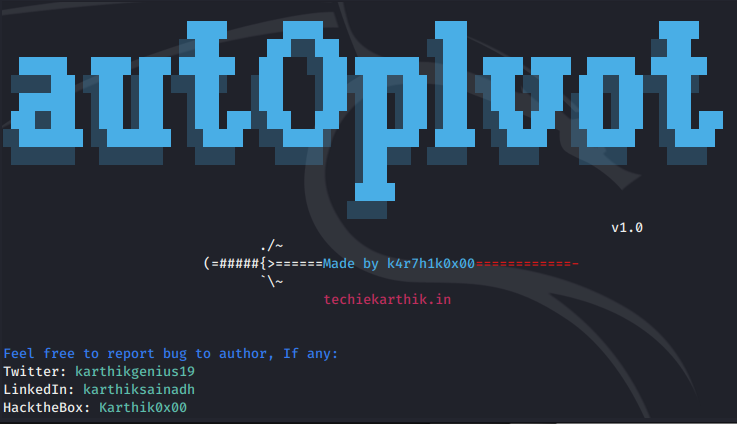 aut0plvot
v1.0
./~
(=#####{>======Made by k4r7h1k0x00============-
`\~
techiekarthik.in
Feel free to report bug to author, If any:
Twitter: karthikgenius19
LinkedIn: karthiksainadh
HacktheBox: Karthik0x00